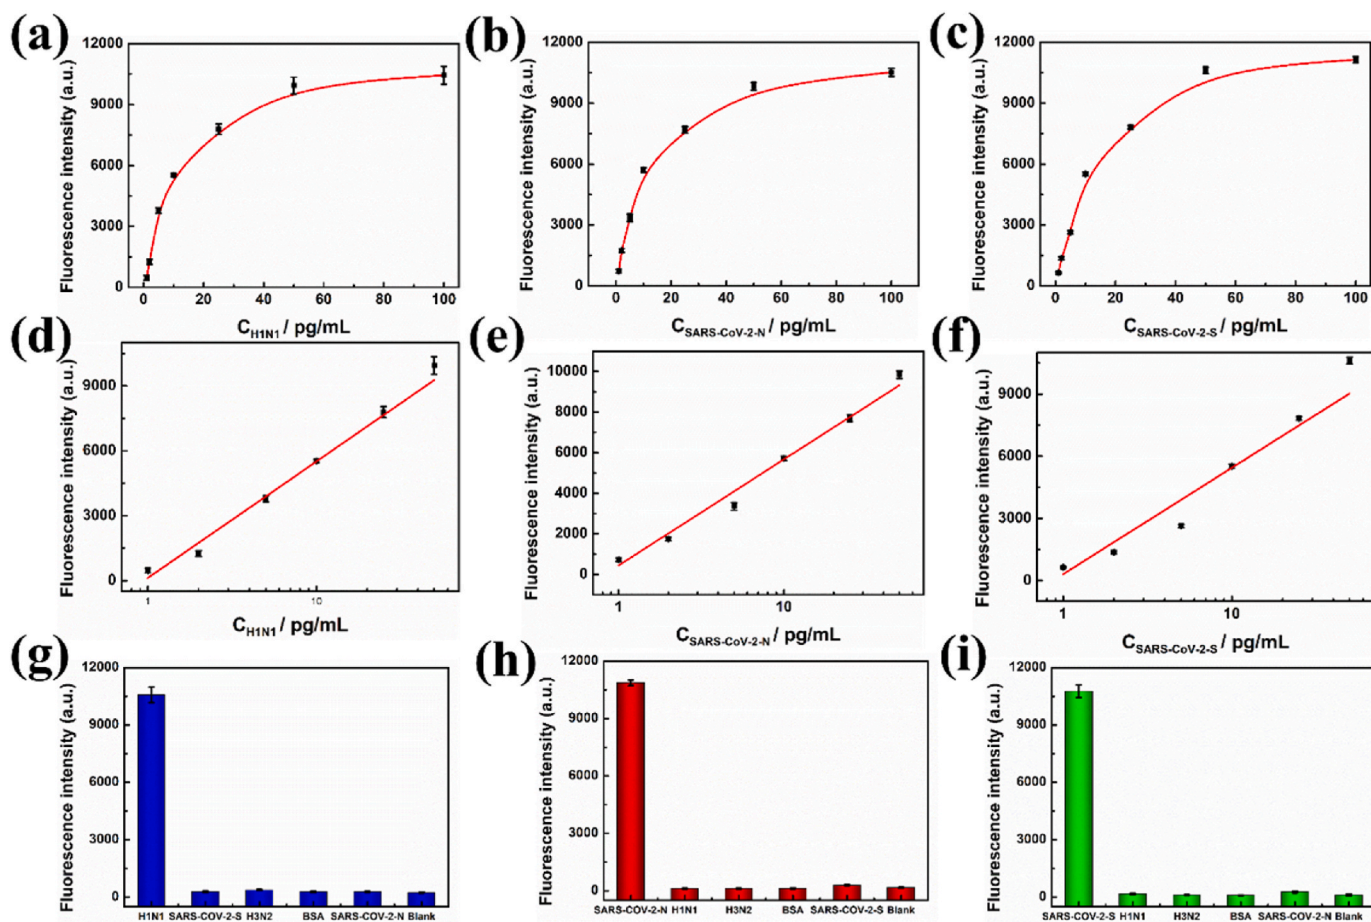 (a)
12000
9000
6000
3000
0
Fluorescence intensity (a.u.)
0 20 40 60 80 100
C_H1N1 / pg/mL
(b)
12000
9000
6000
3000
0
Fluorescence intensity (a.u.)
0 20 40 60 80 100
C_SARS-CoV-2-N / pg/mL
(c)
12000
9000
6000
3000
0
Fluorescence intensity (a.u.)
0 20 40 60 80 100
C_SARS-CoV-2-S / pg/mL
(d)
9000
6000
3000
0
Fluorescence intensity (a.u.)
1 10
C_H1N1 / pg/mL
(e)
10000
8000
6000
4000
2000
0
Fluorescence intensity (a.u.)
1 10
C_SARS-CoV-2-N / pg/mL
(f)
9000
6000
3000
0
Fluorescence intensity (a.u.)
1 10
C_SARS-CoV-2-S / pg/mL
(g)
12000
9000
6000
3000
0
Fluorescence intensity (a.u.)
H1N1 SARS-COV-2-S H3N2 BSA SARS-COV-2-N Blank
(h)
12000
9000
6000
3000
0
Fluorescence intensity (a.u.)
SARS-COV-2-N H1N1 H3N2 BSA SARS-COV-2-S Blank
(i)
12000
9000
6000
3000
0
Fluorescence intensity (a.u.)
SARS-COV-2-S H1N1 H3N2 BSA SARS-COV-2-N Blank